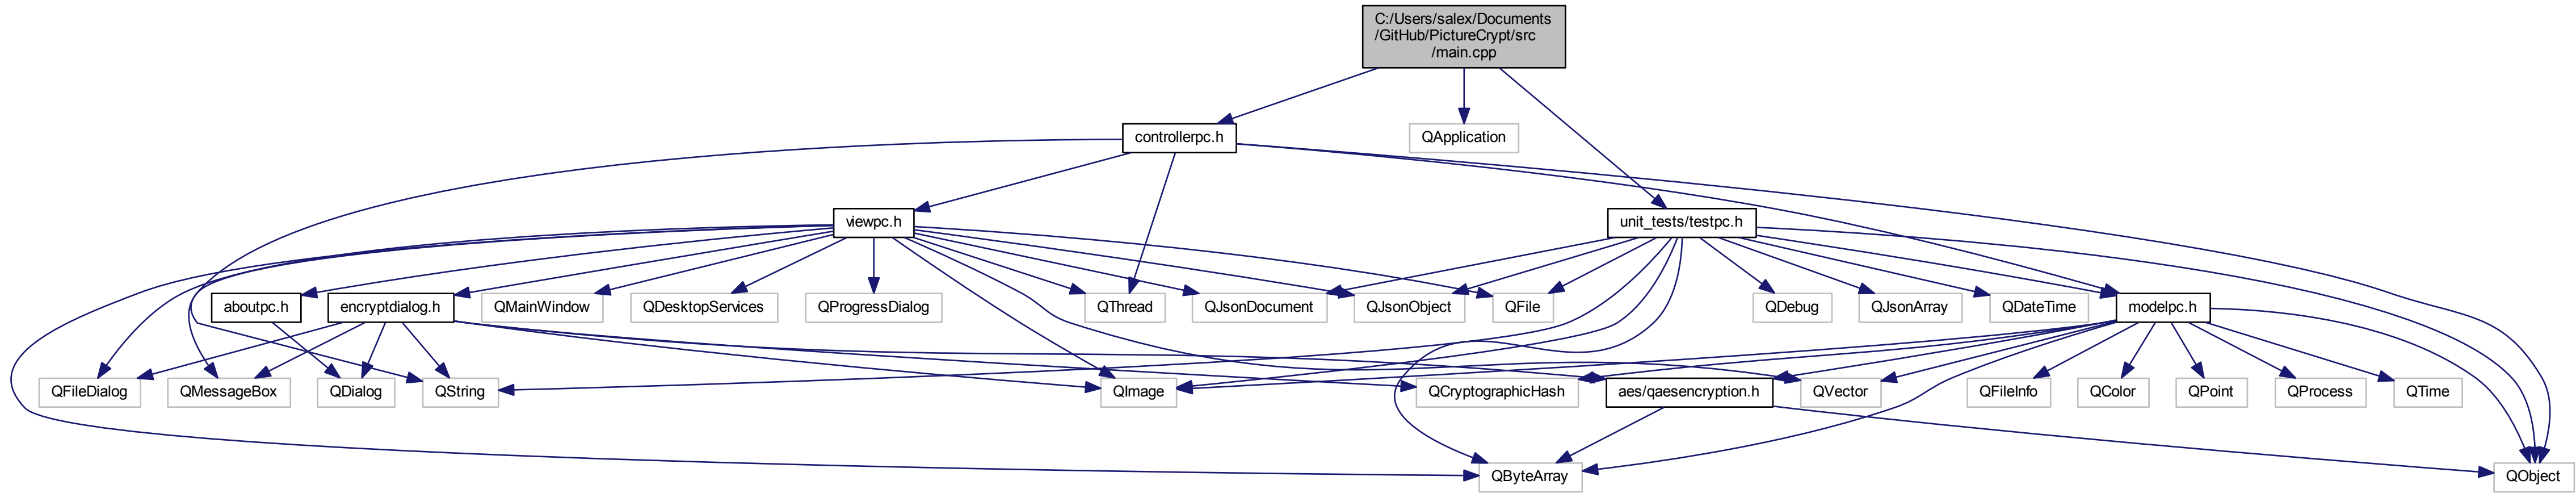 C:/Users/salex/Documents
/GitHub/PictureCrypt/src
/main.cpp
controllerpc.h
QApplication
viewpc.h
unit_tests/testpc.h
aboutpc.h
encryptdialog.h
QMainWindow
QDesktopServices
QProgressDialog
QThread
QJsonDocument
QJsonObject
QFile
QDebug
QJsonArray
QDateTime
modelpc.h
QFileDialog
QMessageBox
QDialog
QString
QImage
QCryptographicHash
aes/qaesencryption.h
QVector
QFileInfo
QColor
QPoint
QProcess
QTime
QByteArray
QObject